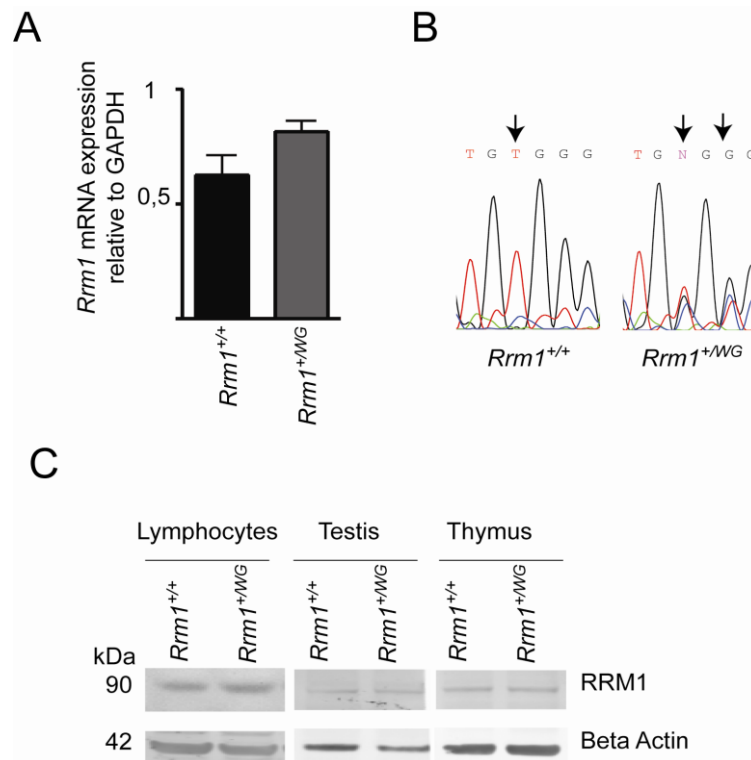 A
B
Rrm1 mRNA expression
relative to GAPDH
1
0,5
Rrm1+/+
Rrm1+/WG
T G T G G G
T G N G G G
Rrm1+/+
Rrm1+/WG
C
Lymphocytes Testis Thymus
Rrm1+/+ Rrm1+/WG Rrm1+/+ Rrm1+/WG Rrm1+/+ Rrm1+/WG
kDa
90 RRM1
42 Beta Actin